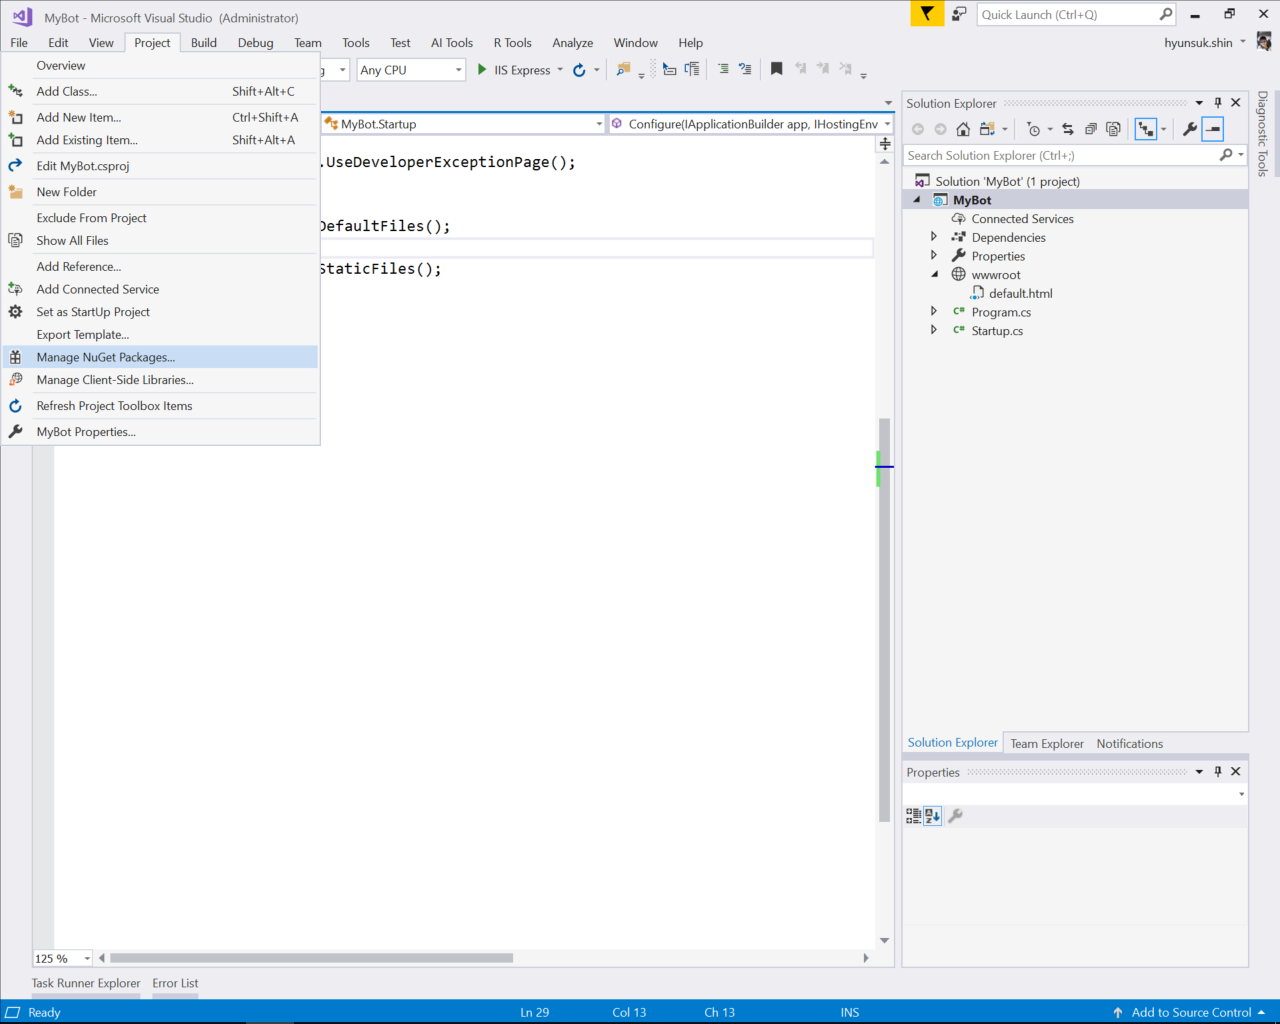 MyBot - Microsoft Visual Studio (Administrator)
Quick Launch (Ctrl+Q)
File Edit View Project Build Debug Team Tools Test AI Tools R Tools Analyze Window Help
hyunsuk.shin
Any CPU
IIS Express
Overview
Add Class... Shift+Alt+C
Add New Item... Ctrl+Shift+A
Add Existing Item... Shift+Alt+A
Edit MyBot.csproj
New Folder
Exclude From Project
Show All Files
Add Reference...
Add Connected Service
Set as StartUp Project
Export Template...
Manage NuGet Packages...
Manage Client-Side Libraries...
Refresh Project Toolbox Items
MyBot Properties...
MyBot.Startup
Configure(IApplicationBuilder app, IHostingEnv
.UseDeveloperExceptionPage();
DefaultFiles();
StaticFiles();
125 %
Solution Explorer
Search Solution Explorer (Ctrl+;)
Solution 'MyBot' (1 project)
MyBot
Connected Services
Dependencies
Properties
wwwroot
default.html
C# Program.cs
C# Startup.cs
Solution Explorer Team Explorer Notifications
Properties
Diagnostic Tools
Task Runner Explorer Error List
Ready Ln 29 Col 13 Ch 13 INS Add to Source Control